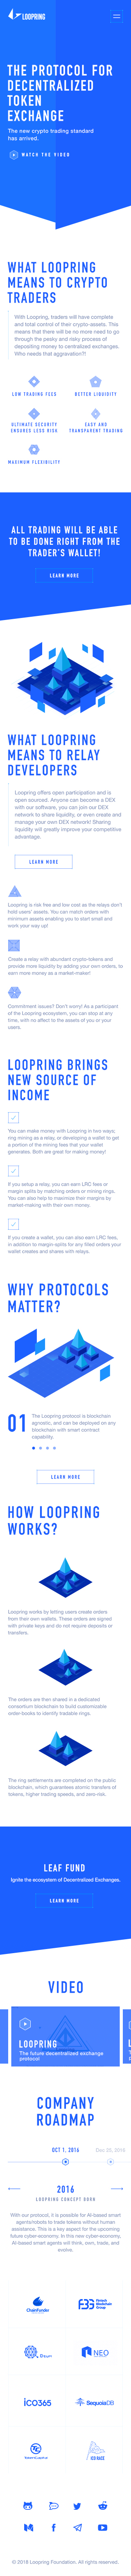 LOOPRING
THE PROTOCOL FOR
DECENTRALIZED
TOKEN
EXCHANGE
The new crypto trading standard
has arrived.
WATCH THE VIDEO
WHAT LOOPRING
MEANS TO CRYPTO
TRADERS
With Loopring, traders will have complete
and total control of their crypto-assets. This
means that there will be no more need to go
through the pesky and risky process of
depositing money to centralized exchanges.
Who needs that aggravation?!
LOW TRADING FEES
BETTER LIQUIDITY
ULTIMATE SECURITY
ENSURES LESS RISK
EASY AND
TRANSPARENT TRADING
MAXIMUM FLEXIBILITY
ALL TRADING WILL BE ABLE
TO BE DONE RIGHT FROM THE
TRADER'S WALLET!
LEARN MORE
WHAT LOOPRING
MEANS TO RELAY
DEVELOPERS
Loopring offers open participation and is
open sourced. Anyone can become a DEX
with our software, you can join our DEX
network to share liquidity, or even create and
manage your own DEX network! Sharing
liquidity will greatly improve your competitive
advantage.
LEARN MORE
Loopring is risk free and low cost as the relays don't
hold users' assets. You can match orders with
minimum assets enabling you to start small and
work your way up!
Create a relay with abundant crypto-tokens and
provide more liquidity by adding your own orders, to
earn more money as a market-maker!
Commitment issues? Don't worry! As a participant
of the Loopring ecosystem, you can stop at any
point, with no affect to the assets of you or your
users.
LOOPRING BRINGS
NEW SOURCE OF
INCOME
You can make money with Loopring in two ways,
ring mining as a relay, or developing a wallet to get
a portion of the mining fees that your wallet
generates. Both are great for making money!
If you setup a relay, you can earn LRC fees or
margin splits by matching orders or mining rings.
You can also help to maximize their margins by
market-making with their own money.
If you create a wallet, you can also earn LRC fees,
in addition to margin-splits for any filled orders your
wallet creates and shares with relays.
WHY PROTOCOLS
MATTER?
01
The Loopring protocol is blockchain
agnostic, and can be deployed on any
blockchain with smart contract
capability.
LEARN MORE
HOW LOOPRING
WORKS?
Loopring works by letting users create orders
from their own wallets. These orders are signed
with private keys and do not require deposits or
transfers.
The orders are then shared in a dedicated
consortium blockchain to build customizable
order-books to identify tradable rings.
The ring settlements are completed on the public
blockchain, which guarantees atomic transfers of
tokens, higher trading speeds, and zero-risk.
LEAF FUND
Ignite the ecosystem of Decentralized Exchanges.
LEARN MORE
VIDEO
LOOPRING
The future decentralized exchange
protocol
COMPANY
ROADMAP
OCT 1, 2016
Dec 25, 2016
2016
LOOPRING CONCEPT BORN
With our protocol, it is possible for AI-based smart
agents/robots to trade tokens without human
assistance. This is a key aspect for the upcoming
cyber-economy. In this new cyber-economy,
AI-based smart agents will think, own, trade, and
evolve.
ChainFunder
FBG
Fintech
Blockchain
Group
Qtum
NEO
ICO365
SequoiaDB
TokenCapital
ICORACE
© 2018 Loopring Foundation. All rights reserved.